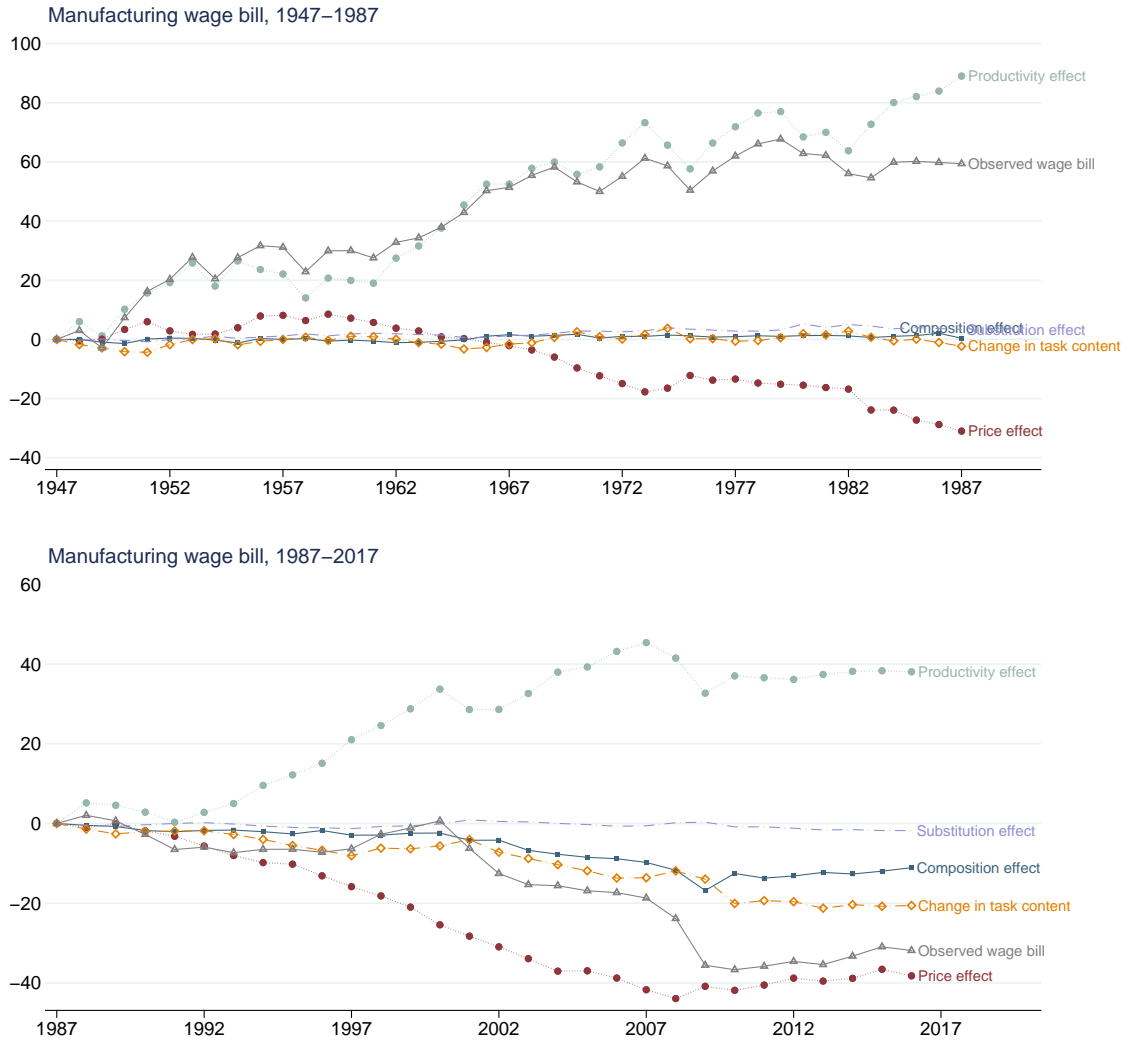 Manufacturing wage bill, 1947–1987
100
80
60
40
20
0
−20
−40
Productivity effect
Observed wage bill
Composition effect
Substitution effect
Change in task content
Price effect
1947 1952 1957 1962 1967 1972 1977 1982 1987
Manufacturing wage bill, 1987–2017
60
40
20
0
−20
−40
Productivity effect
Substitution effect
Composition effect
Change in task content
Observed wage bill
Price effect
1987 1992 1997 2002 2007 2012 2017